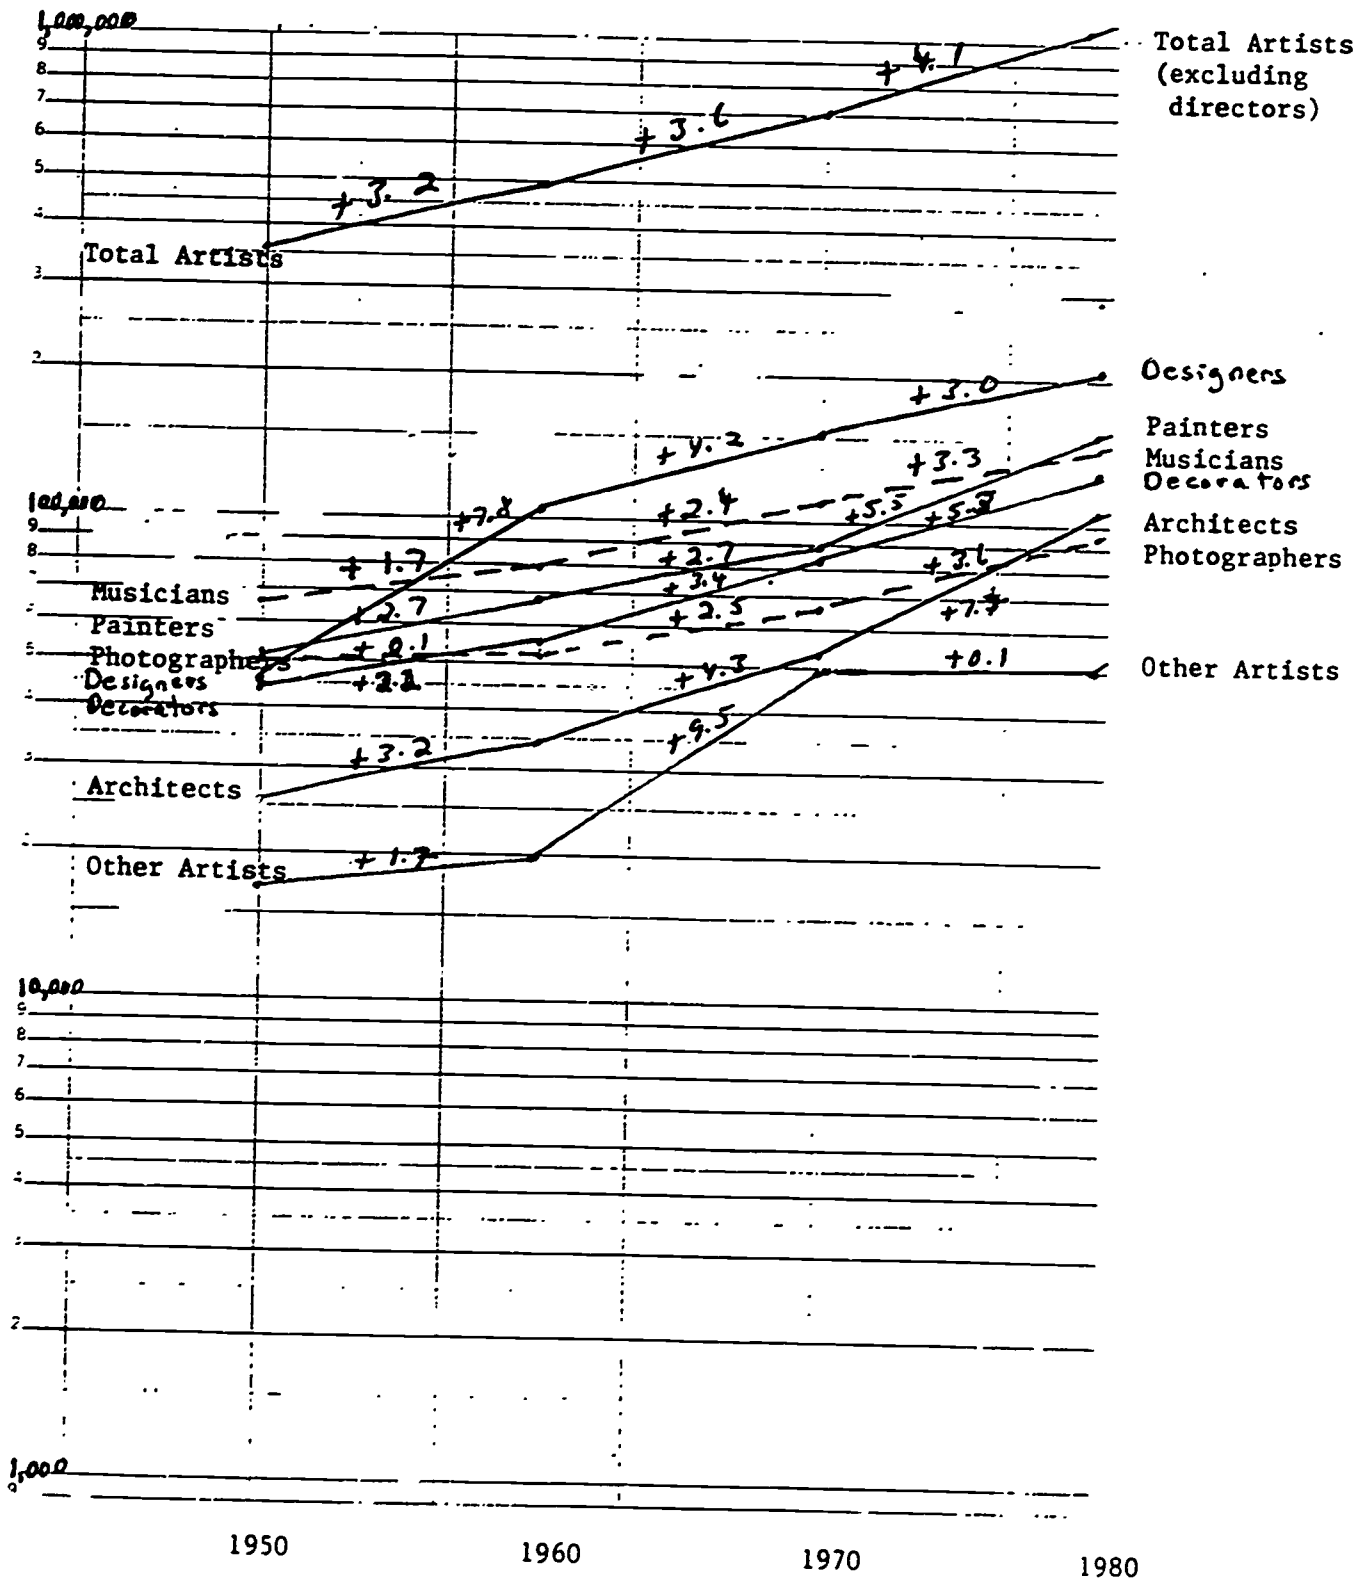 1,000,000
9
8
7
6
5
4
3
2
100,000
9
8
5
10,000
8
7
6
5
2
1,000
Total Artists
(excluding
directors)
+ 4.1
+ 3.6
+ 3.2
Total Artists
Designers
+ 3.0
+ 4.2
+7.8
Painters
Musicians
Decorators
Architects
Photographers
Other Artists
+3.3
+2.4
+5.5
+ 1.7
+2.7
+3.4
+3.6
+2.7
+2.5
+ 0.1
+2.2
+4.3
+0.1
+9.5
+3.2
+ 1.7
Musicians
Painters
Photographers
Designers
Decorators
Architects
Other Artists
1950
1960
1970
1980